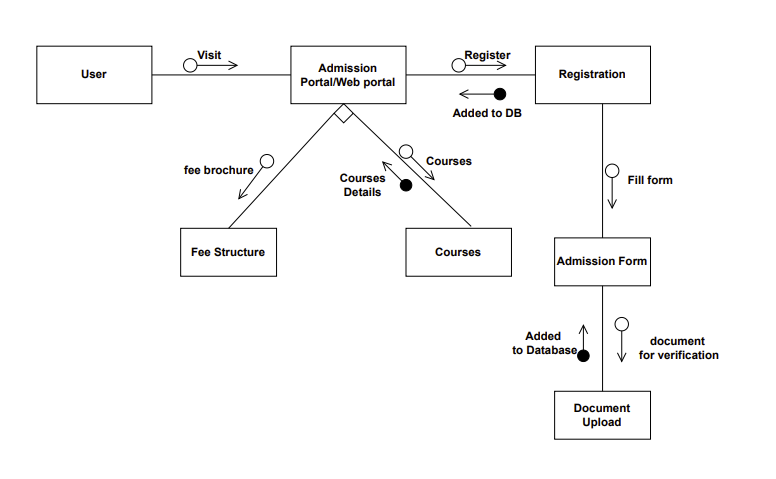 Visit
Register
User
Admission
Portal/Web portal
Registration
Added to DB
fee brochure
Courses
Courses
Details
Fill form
Fee Structure
Courses
Admission Form
Added
to Database
document
for verification
Document
Upload